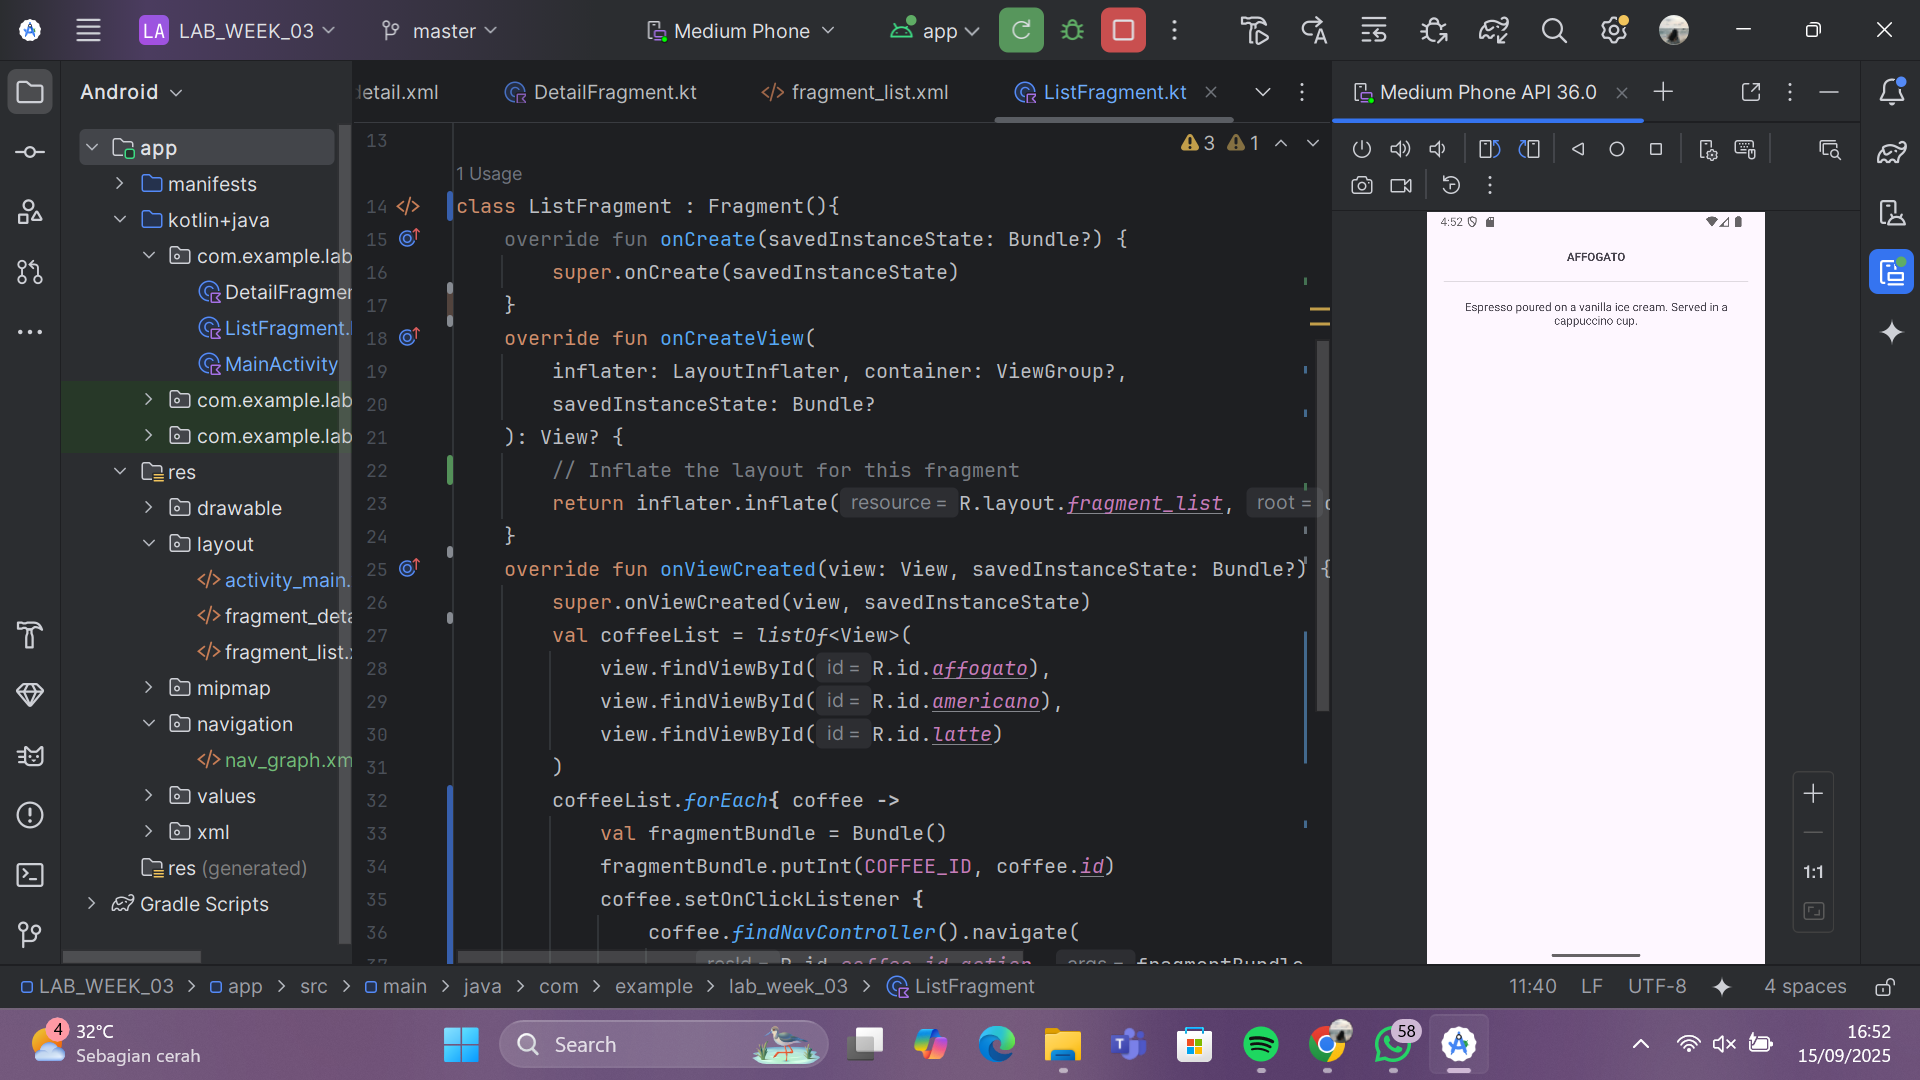 LA LAB_WEEK_03 master Medium Phone app
Android
etail.xml DetailFragment.kt fragment_list.xml ListFragment.kt
Medium Phone API 36.0
app
manifests
kotlin+java
com.example.lab
DetailFragmen
ListFragment.
MainActivity
com.example.lab
com.example.lab
res
drawable
layout
activity_main.
fragment_deta
fragment_list.
mipmap
navigation
nav_graph.xm
values
xml
res (generated)
Gradle Scripts
3 1
13
1 Usage
14 class ListFragment : Fragment(){
15 override fun onCreate(savedInstanceState: Bundle?) {
16 super.onCreate(savedInstanceState)
17 }
18 override fun onCreateView(
19 inflater: LayoutInflater, container: ViewGroup?,
20 savedInstanceState: Bundle?
21 ): View? {
22 // Inflate the layout for this fragment
23 return inflater.inflate( resource = R.layout.fragment_list, root =
24 }
25 override fun onViewCreated(view: View, savedInstanceState: Bundle?) {
26 super.onViewCreated(view, savedInstanceState)
27 val coffeeList = listOf<View>(
28 view.findViewById( id = R.id.affogato),
29 view.findViewById( id = R.id.americano),
30 view.findViewById( id = R.id.latte)
31 )
32 coffeeList.forEach{ coffee ->
33 val fragmentBundle = Bundle()
34 fragmentBundle.putInt(COFFEE_ID, coffee.id)
35 coffee.setOnClickListener {
36 coffee.findNavController().navigate(
37 resId = R.id.coffee_id_action, args = fragmentBundle
4:52
AFFOGATO
Espresso poured on a vanilla ice cream. Served in a
cappuccino cup.
1:1
LAB_WEEK_03 > app > src > main > java > com > example > lab_week_03 > ListFragment
11:40 LF UTF-8 4 spaces
4 32°C
Sebagian cerah
Search
58
16:52
15/09/2025